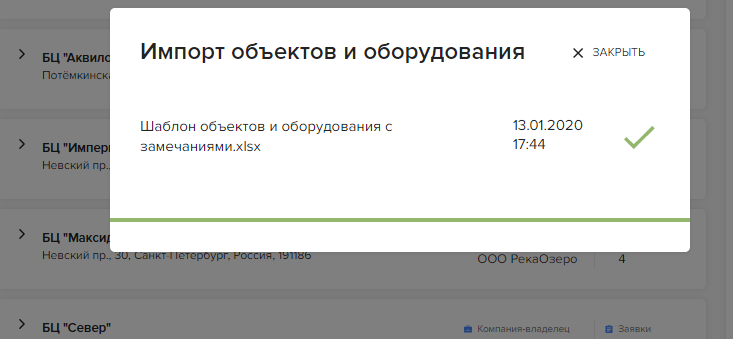 Импорт объектов и оборудования
ЗАКРЫТЬ
Шаблон объектов и оборудования с
замечаниями.xlsx
13.01.2020
17:44
БЦ "Аквило
Потёмкинска
БЦ "Импери
Невский пр.,
БЦ "Максид
Невский пр., 30, Санкт-Петербург, Россия, 191186
ООО РекаОзеро
4
БЦ "Север"
Компания-владелец
Заявки